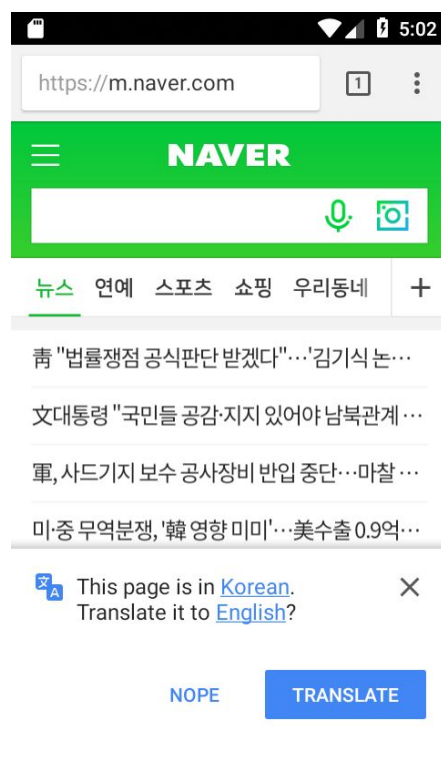 5:02
https://m.naver.com
1
NAVER
뉴스 연예 스포츠 쇼핑 우리동네 +
靑 "법률쟁점 공식판단 받겠다"…'김기식 논…
文대통령 "국민들 공감·지지 있어야 남북관계 …
軍, 사드기지 보수 공사장비 반입 중단…마찰 …
미·중 무역분쟁, '韓 영향 미미'…美수출 0.9억…
文A This page is in Korean.
Translate it to English?
NOPE TRANSLATE